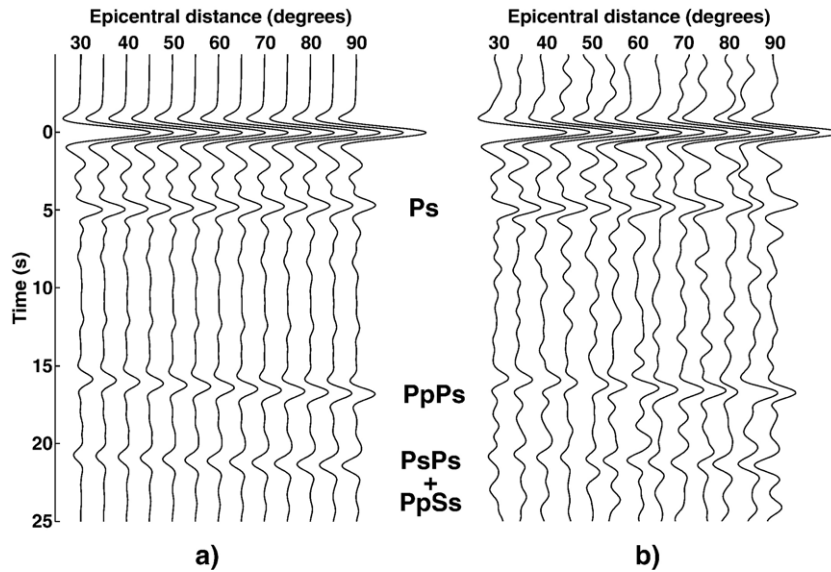 Epicentral distance (degrees) Epicentral distance (degrees)
30 40 50 60 70 80 90 30 40 50 60 70 80 90
0
5
10
15
20
25
Time (s)
Ps
PpPs
PsPs
+
PpSs
a) b)